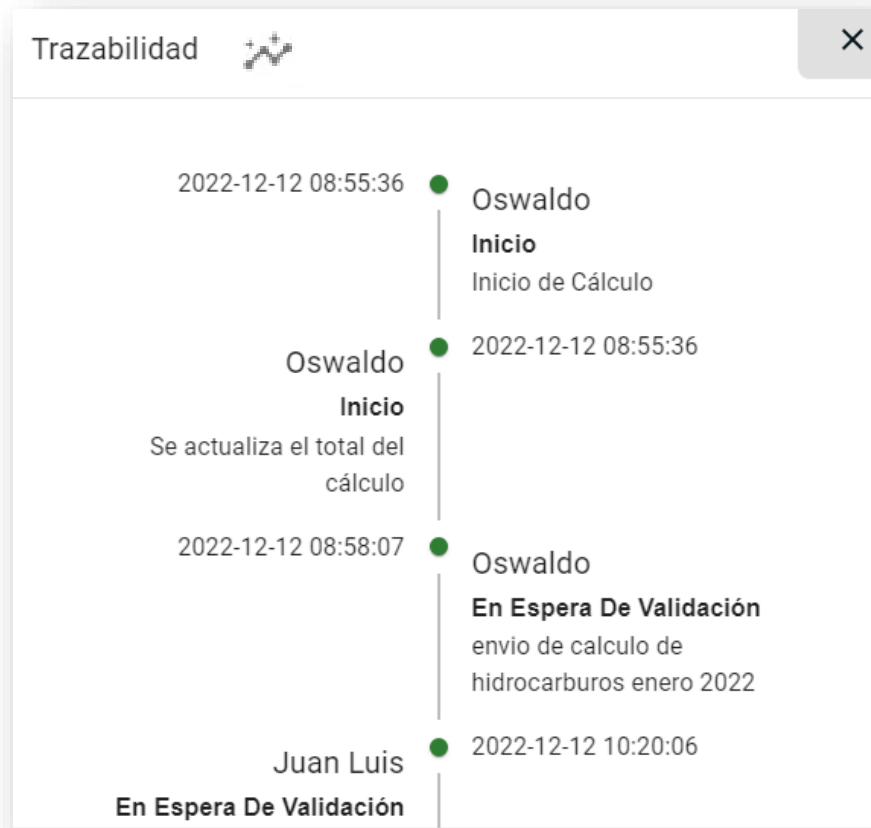 Trazabilidad
2022-12-12 08:55:36
Oswaldo
Inicio
Inicio de Cálculo
2022-12-12 08:55:36
Oswaldo
Inicio
Se actualiza el total del
cálculo
2022-12-12 08:58:07
Oswaldo
En Espera De Validación
envio de calculo de
hidrocarburos enero 2022
2022-12-12 10:20:06
Juan Luis
En Espera De Validación